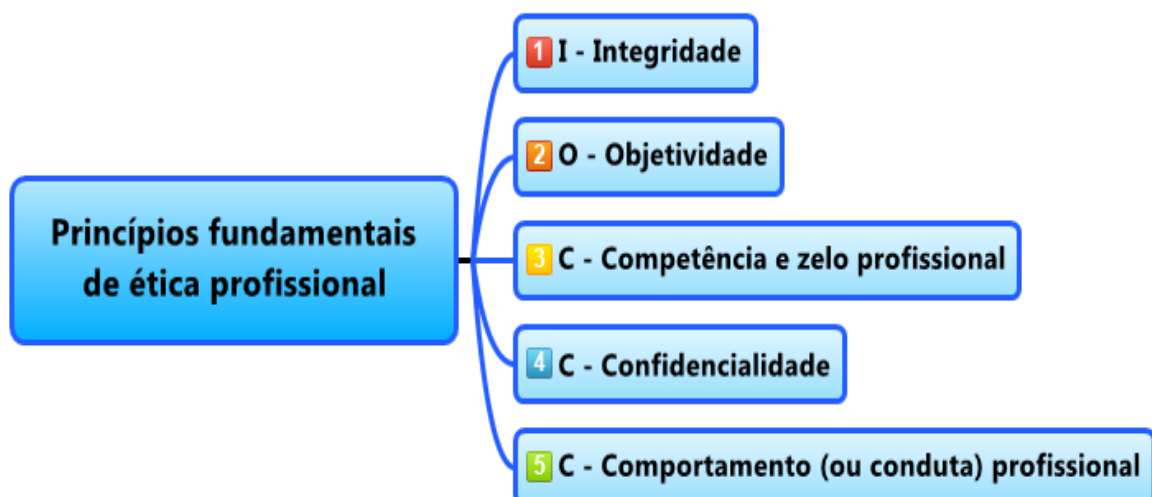 Princípios fundamentais
de ética profissional
1 I - Integridade
2 O - Objetividade
3 C - Competência e zelo profissional
4 C - Confidencialidade
5 C - Comportamento (ou conduta) profissional